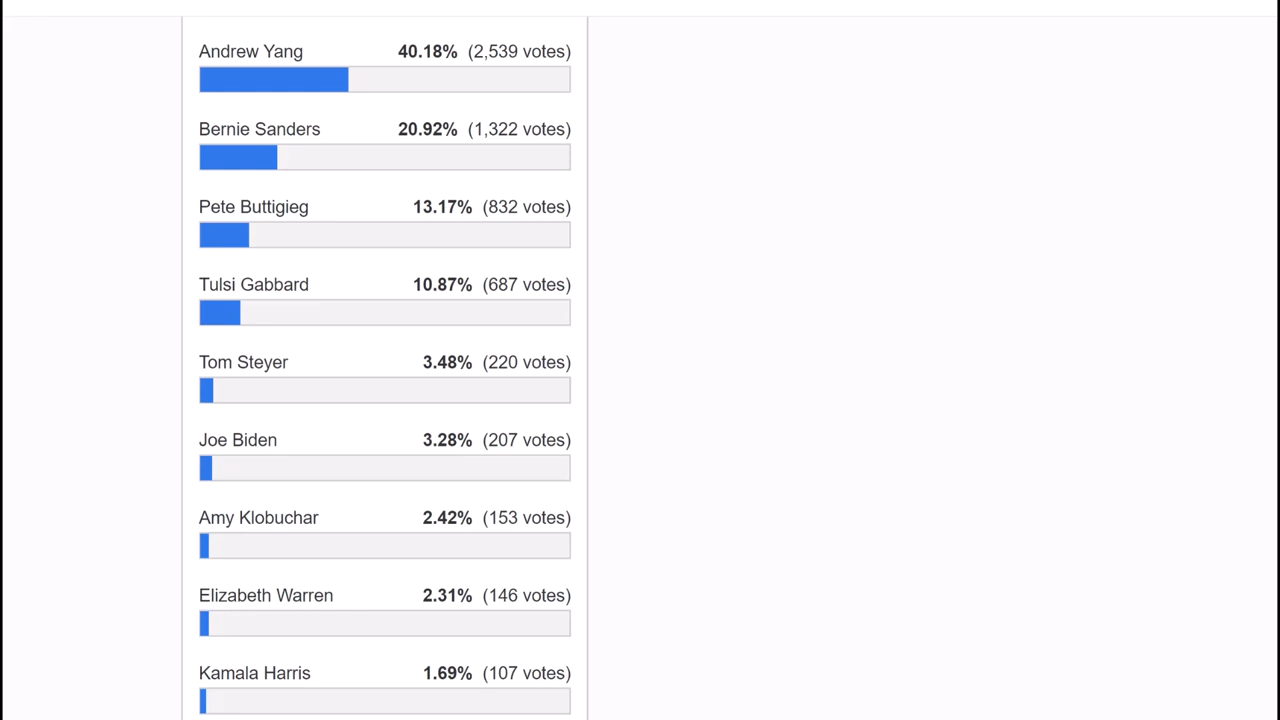 Andrew Yang 40.18% (2,539 votes)
Bernie Sanders 20.92% (1,322 votes)
Pete Buttigieg 13.17% (832 votes)
Tulsi Gabbard 10.87% (687 votes)
Tom Steyer 3.48% (220 votes)
Joe Biden 3.28% (207 votes)
Amy Klobuchar 2.42% (153 votes)
Elizabeth Warren 2.31% (146 votes)
Kamala Harris 1.69% (107 votes)